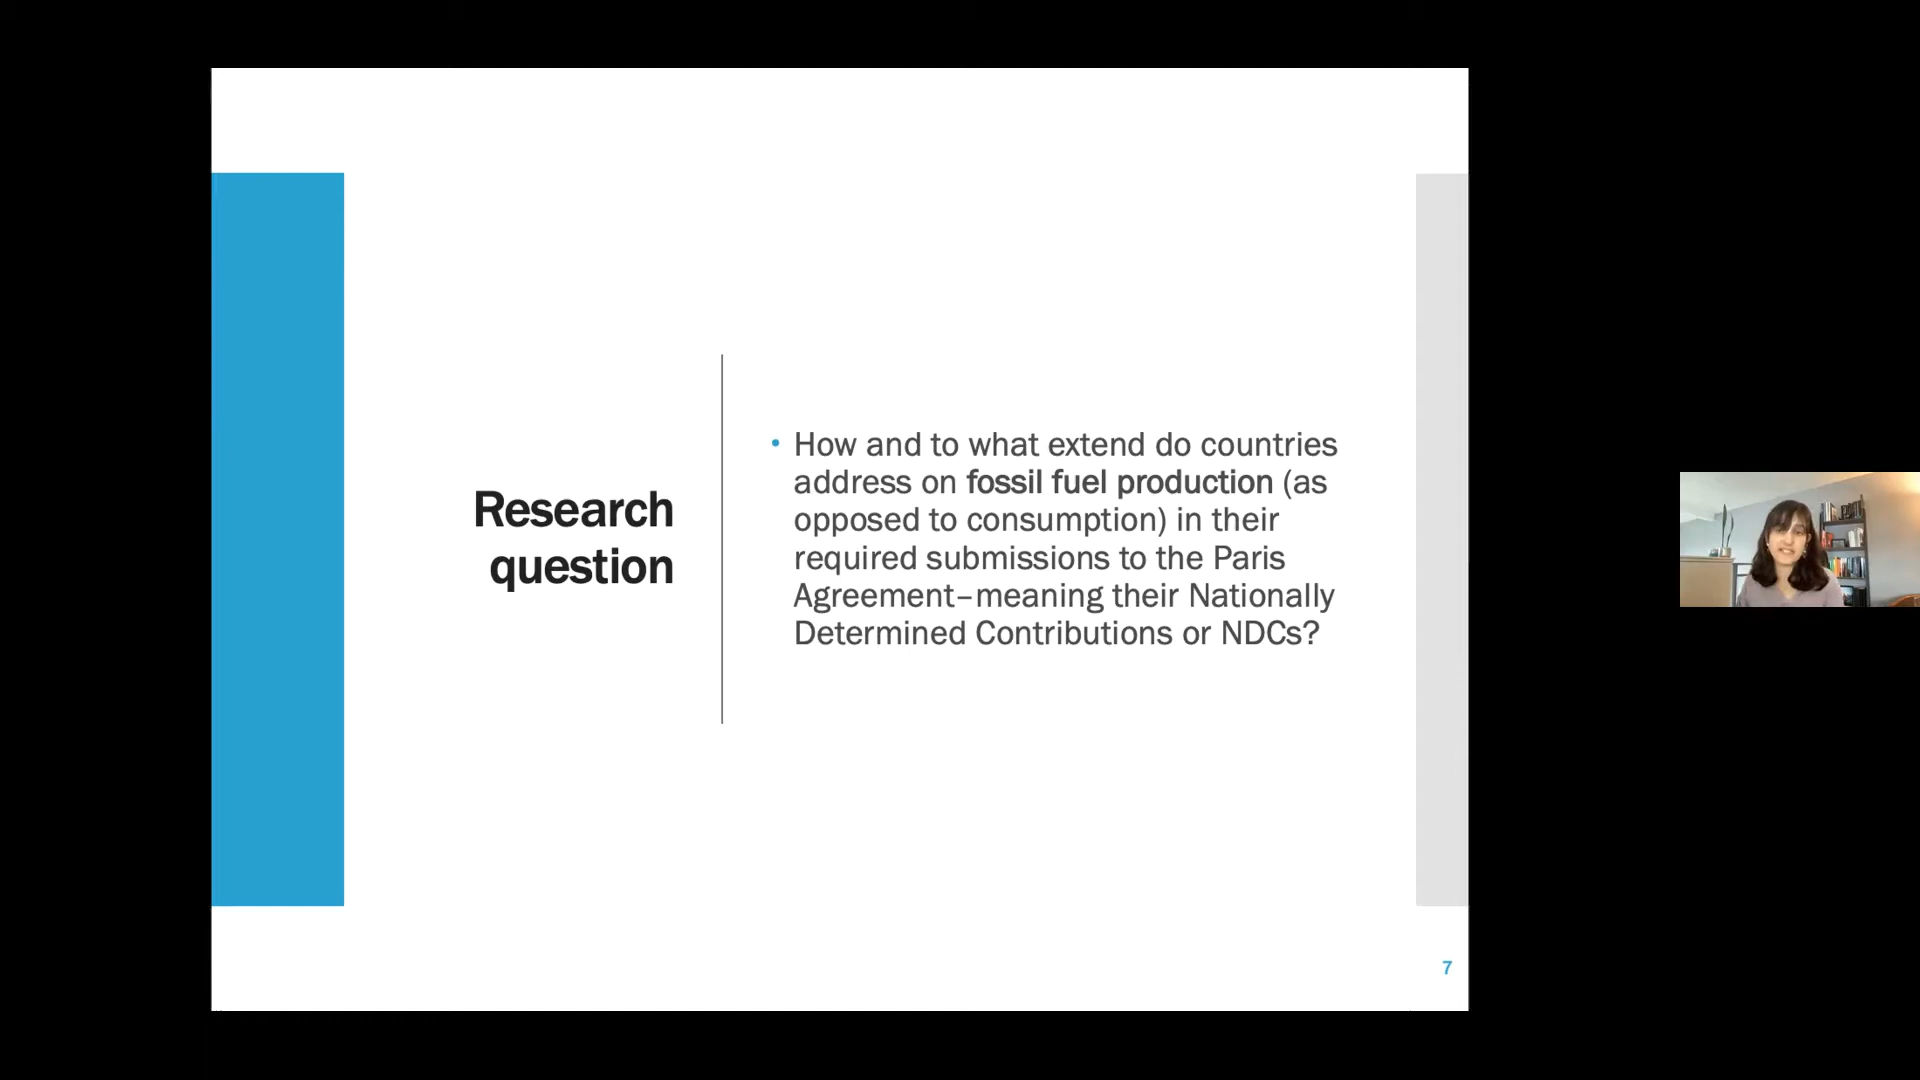 Research
question
• How and to what extend do countries
address on fossil fuel production (as
opposed to consumption) in their
required submissions to the Paris
Agreement–meaning their Nationally
Determined Contributions or NDCs?
7